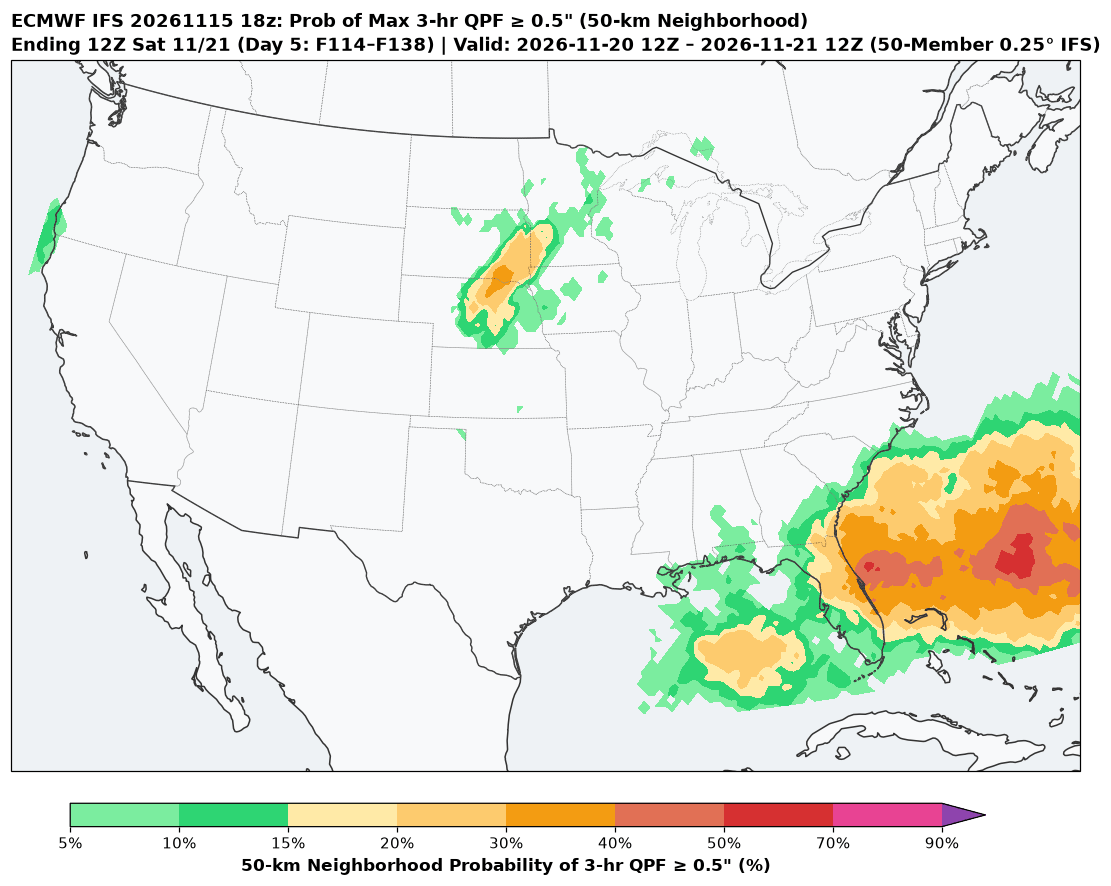 ECMWF IFS 20261115 18z: Prob of Max 3-hr QPF ≥ 0.5" (50-km Neighborhood)
Ending 12Z Sat 11/21 (Day 5: F114–F138) | Valid: 2026-11-20 12Z – 2026-11-21 12Z (50-Member 0.25° IFS)
5% 10% 15% 20% 30% 40% 50% 70% 90%
50-km Neighborhood Probability of 3-hr QPF ≥ 0.5" (%)